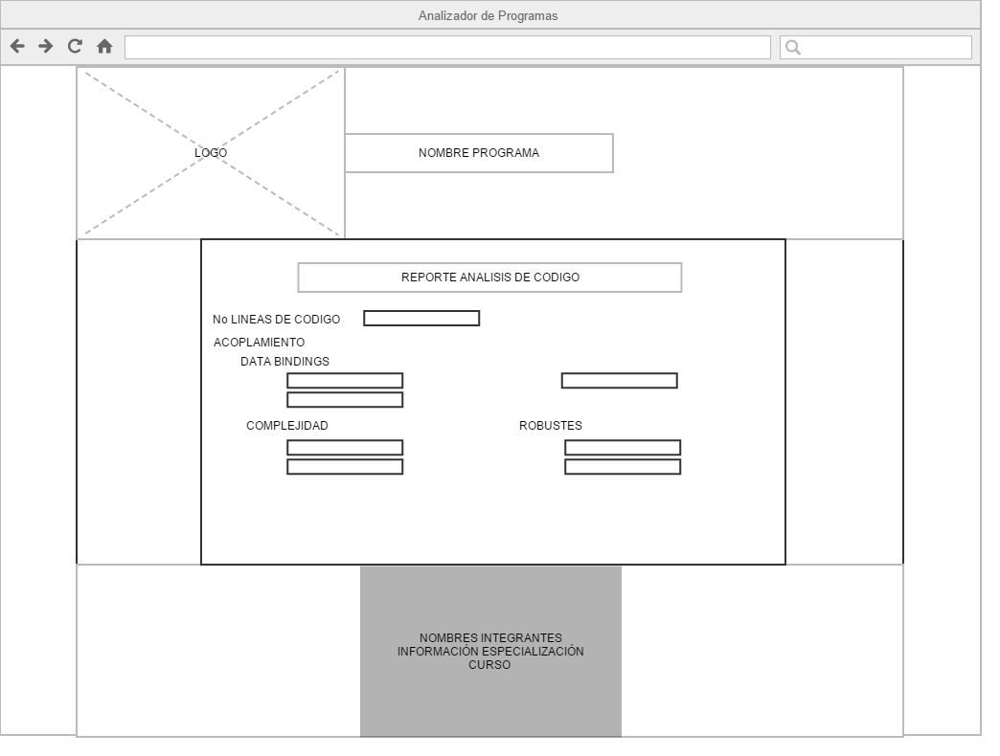 Analizador de Programas
LOGO
NOMBRE PROGRAMA
REPORTE ANALISIS DE CODIGO
No LINEAS DE CODIGO
ACOPLAMIENTO
DATA BINDINGS
COMPLEJIDAD
ROBUSTES
NOMBRES INTEGRANTES
INFORMACIÓN ESPECIALIZACIÓN
CURSO